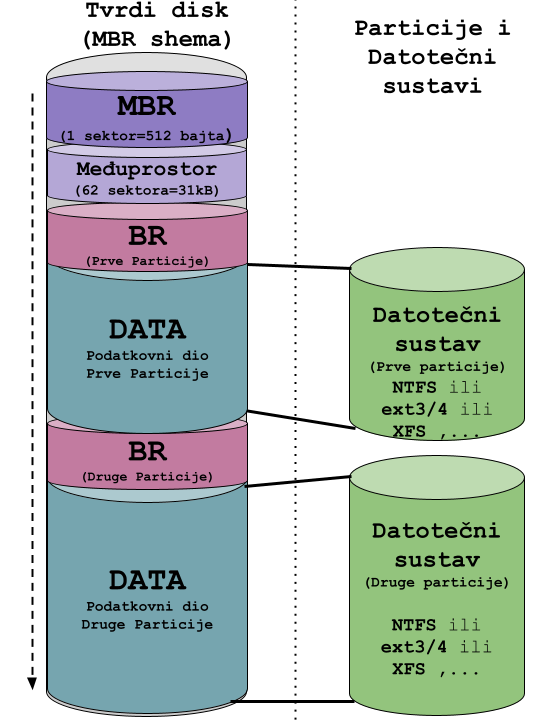 Tvrdi disk
(MBR shema)
MBR
(1 sektor=512 bajta)
Međuprostor
(62 sektora=31kB)
BR
(Prve Particije)
DATA
Podatkovni dio
Prve Particije
BR
(Druge Particije)
DATA
Podatkovni dio
Druge Particije
Particije i
Datotečni
sustavi
Datotečni
sustav
(Prve particije)
NTFS ili
ext3/4 ili
XFS ,...
Datotečni
sustav
(Druge particije)
NTFS ili
ext3/4 ili
XFS ,...